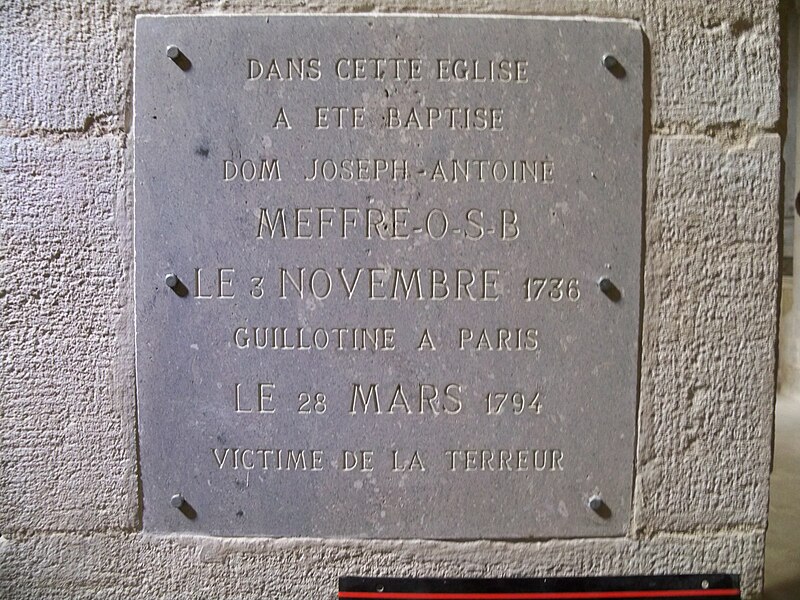 DANS CETTE EGLISE
A ETE BAPTISE
DOM JOSEPH-ANTOINE
MEFFRE-O-S-B
LE 3 NOVEMBRE 1736
GUILLOTINE A PARIS
LE 28 MARS 1794
VICTIME DE LA TERREUR